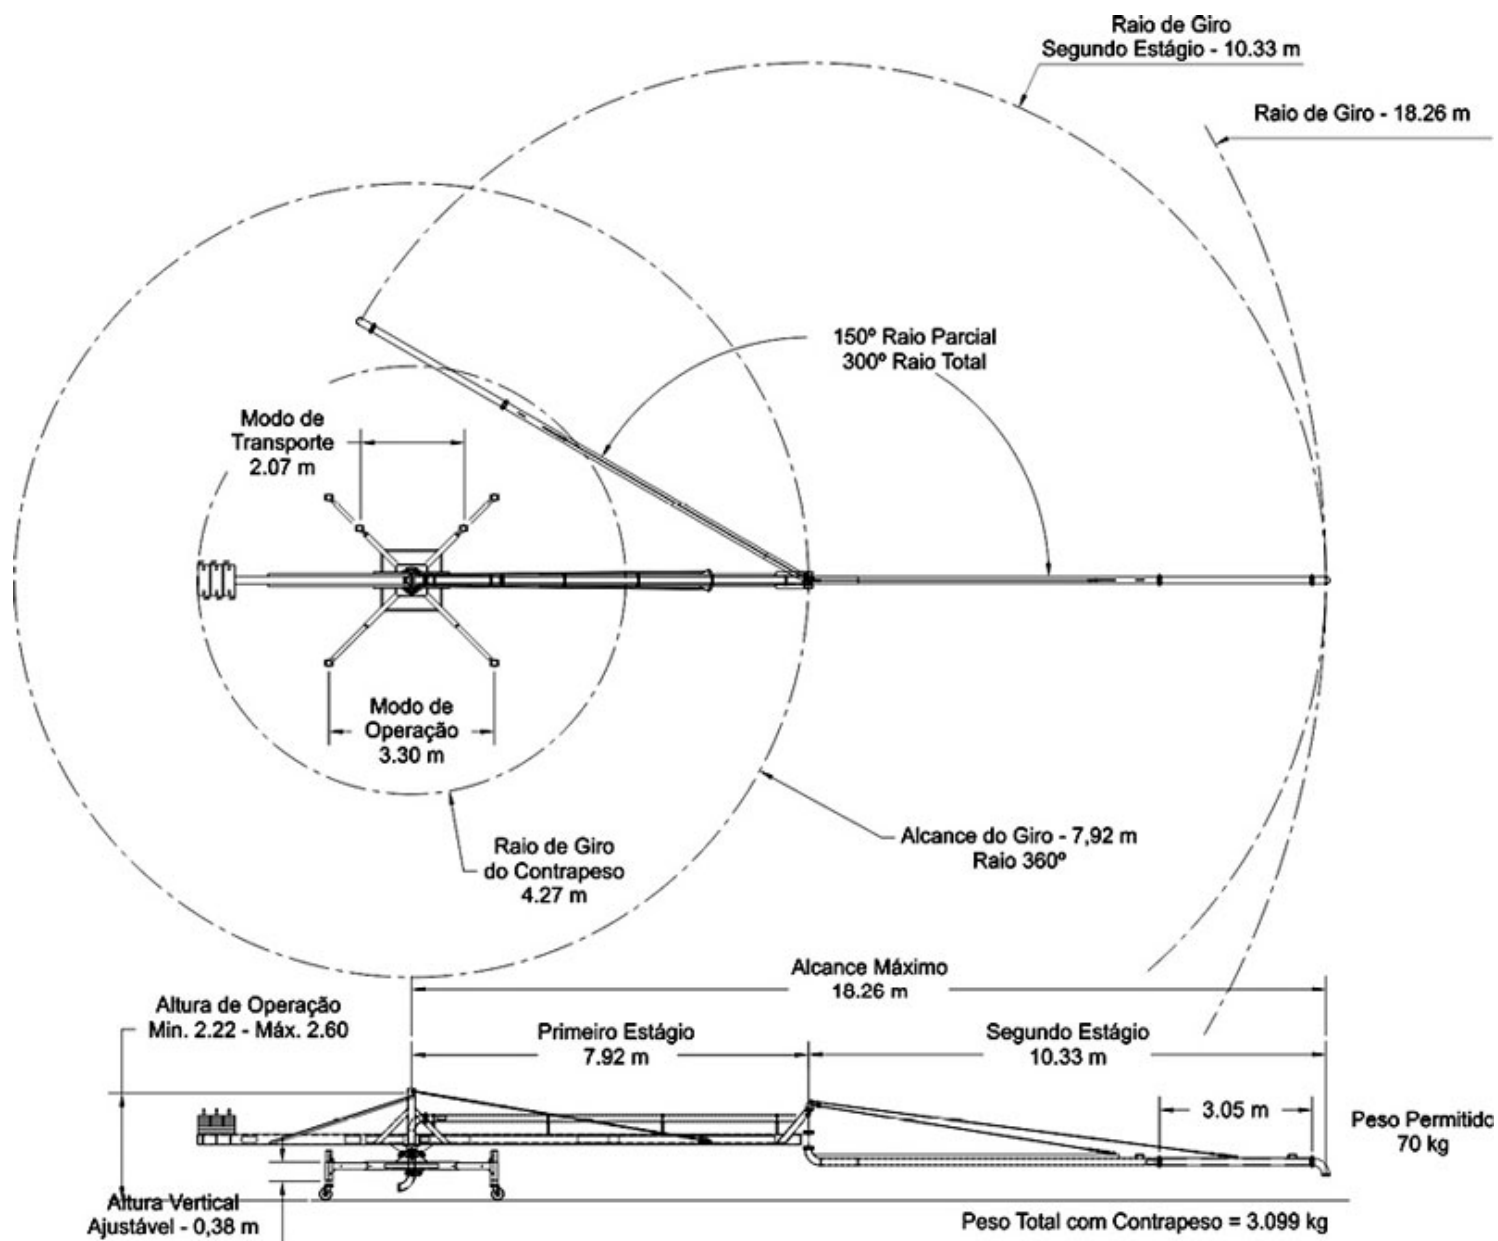 Raio de Giro
Segundo Estágio - 10.33 m
Raio de Giro - 18.26 m
150º Raio Parcial
300º Raio Total
Modo de
Transporte
2.07 m
Modo de
Operação
3.30 m
Raio de Giro
do Contrapeso
4.27 m
Alcance do Giro - 7,92 m
Raio 360º
Alcance Máximo
18.26 m
Altura de Operação
Min. 2.22 - Máx. 2.60
Primeiro Estágio
7.92 m
Segundo Estágio
10.33 m
3.05 m
Peso Permitido
70 kg
Altura Vertical
Ajustável - 0,38 m
Peso Total com Contrapeso = 3.099 kg